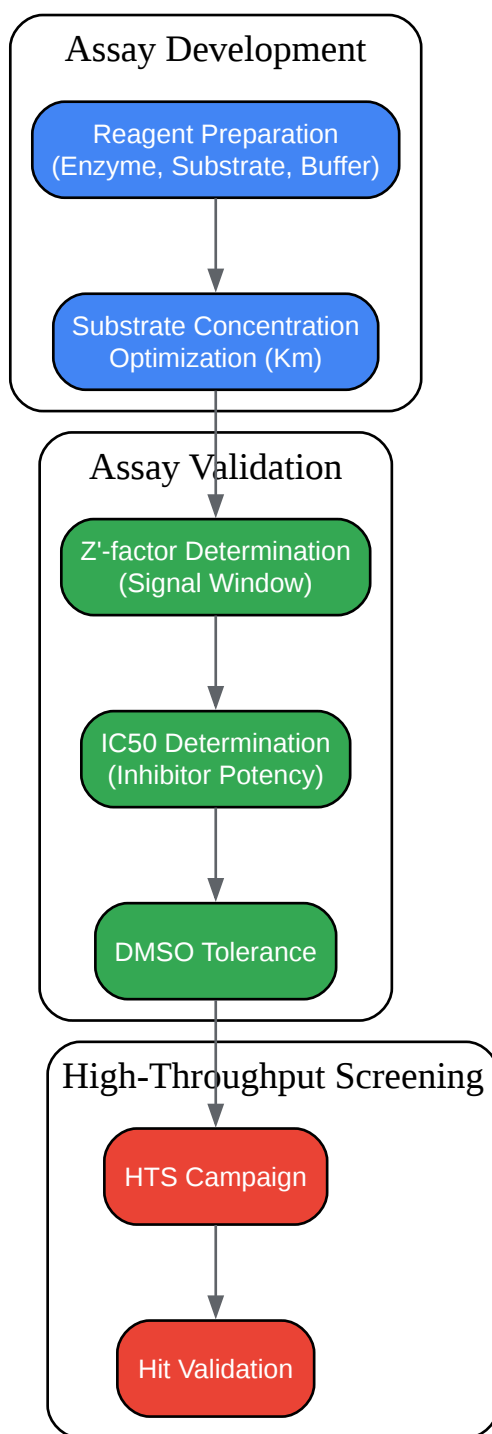 Assay Development
Reagent Preparation
(Enzyme, Substrate, Buffer)
Substrate Concentration
Optimization (Km)
Assay Validation
Z'-factor Determination
(Signal Window)
IC50 Determination
(Inhibitor Potency)
DMSO Tolerance
High-Throughput Screening
HTS Campaign
Hit Validation